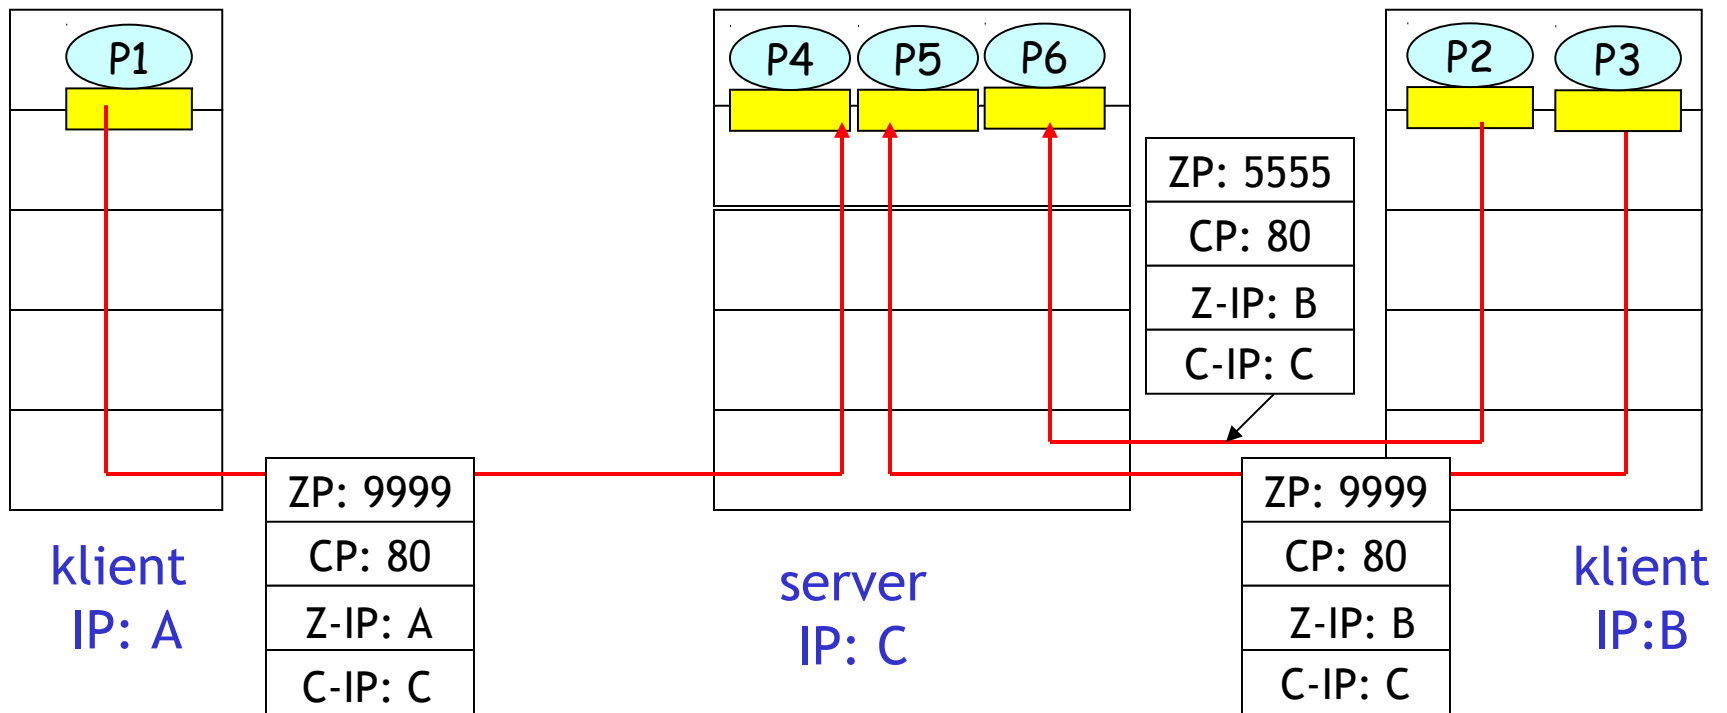 P1
P4
P5
P6
P2
P3
ZP: 5555
CP: 80
Z-IP: B
C-IP: C
ZP: 9999
CP: 80
Z-IP: A
C-IP: C
ZP: 9999
CP: 80
Z-IP: B
C-IP: C
klient
IP: A
server
IP: C
klient
IP:B